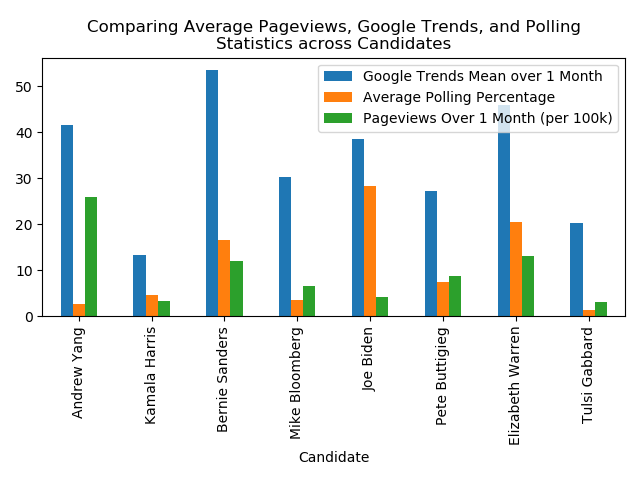 Comparing Average Pageviews, Google Trends, and Polling
Statistics across Candidates
Google Trends Mean over 1 Month
Average Polling Percentage
Pageviews Over 1 Month (per 100k)
50
40
30
20
10
0
Andrew Yang
Kamala Harris
Bernie Sanders
Mike Bloomberg
Joe Biden
Pete Buttigieg
Elizabeth Warren
Tulsi Gabbard
Candidate